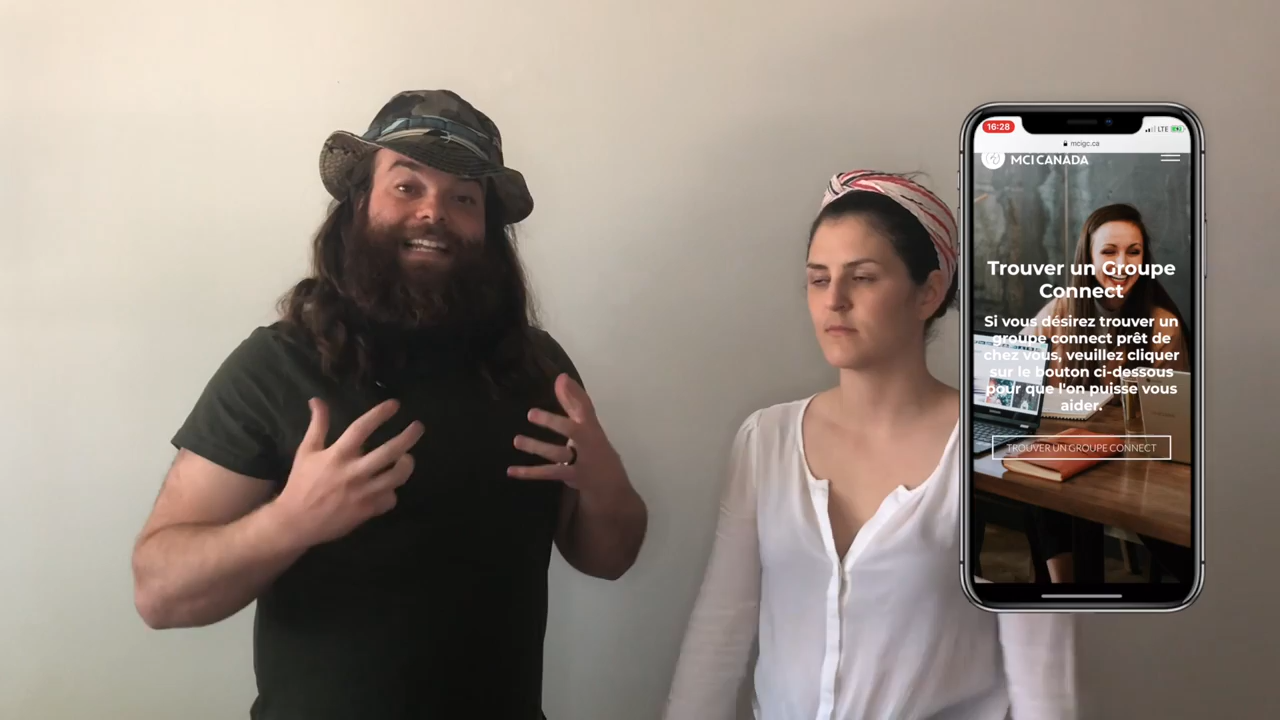 16:28
LTE
mcigc.ca
MCI CANADA
Trouver un Groupe
Connect
Si vous désirez trouver un
groupe connect prêt de
chez vous, veuillez cliquer
sur le bouton ci-dessous
pour que l'on puisse vous
aider.
TROUVER UN GROUPE CONNECT